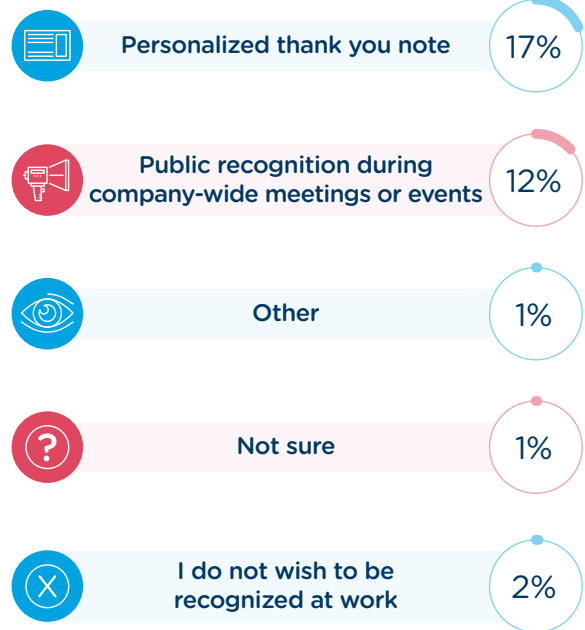 Personalized thank you note
17%
Public recognition during
company-wide meetings or events
12%
Other
1%
?
Not sure
1%
X
I do not wish to be
recognized at work
2%